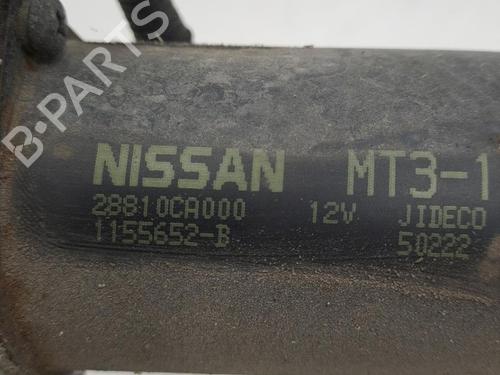 B-PARTS
NISSAN MT3-1
28810CA000 12V JIDECO
1155652-B 50222